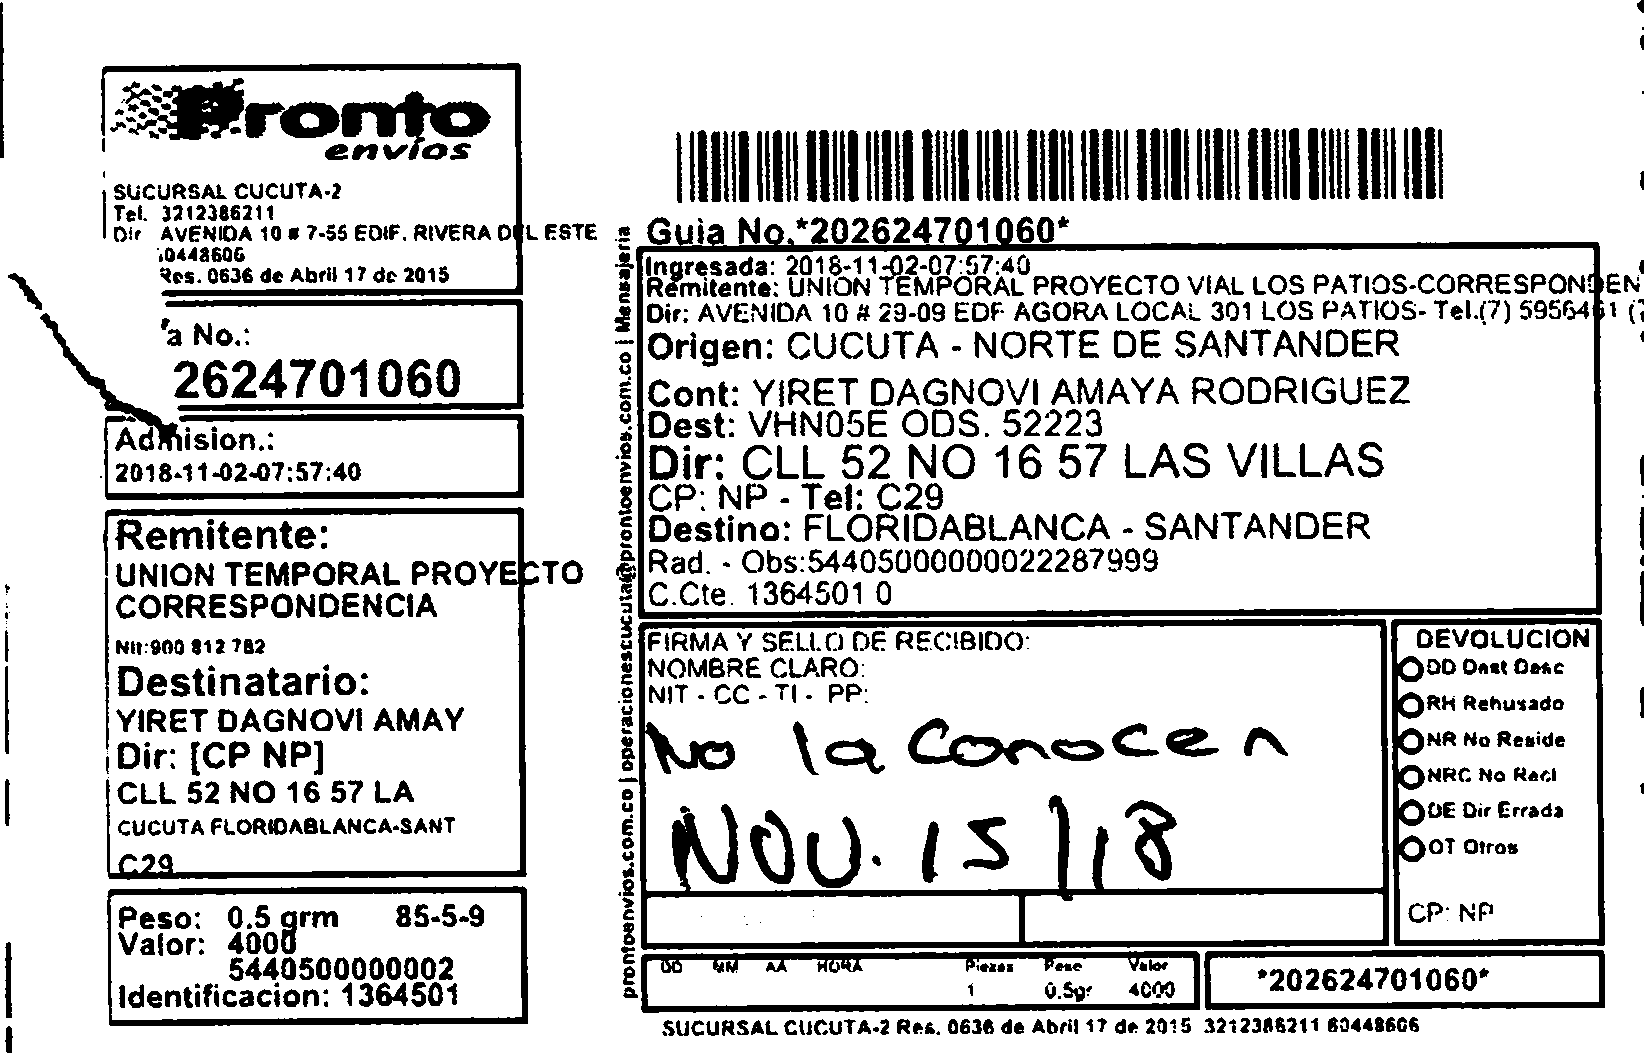 Pronto
envíos
SUCURSAL CUCUTA-2
Tel. 3212386211
Dir AVENIDA 10 # 7-55 EDIF. RIVERA DEL ESTE
60448606
Res. 0636 de Abril 17 de 2015
a No.:
2624701060
Admision.:
2018-11-02-07:57:40
Remitente:
UNION TEMPORAL PROYECTO
CORRESPONDENCIA
Nit:900 812 782
Destinatario:
YIRET DAGNOVI AMAY
Dir: [CP NP]
CLL 52 NO 16 57 LA
CUCUTA FLORIDABLANCA-SANT
C29
Peso: 0.5 grm 85-5-9
Valor: 4000
5440500000002
Identificacion: 1364501
prontoenvios.com.co | operacionescucuta@prontoenvios.com.co | Mensajeria
Guia No.*202624701060*
Ingresada: 2018-11-02-07:57:40
Remitente: UNION TEMPORAL PROYECTO VIAL LOS PATIOS-CORRESPONDEN
Dir: AVENIDA 10 # 29-09 EDF AGORA LOCAL 301 LOS PATIOS- Tel.(7) 5956461 (7
Origen: CUCUTA - NORTE DE SANTANDER
Cont: YIRET DAGNOVI AMAYA RODRIGUEZ
Dest: VHN05E ODS. 52223
Dir: CLL 52 NO 16 57 LAS VILLAS
CP: NP - Tel: C29
Destino: FLORIDABLANCA - SANTANDER
Rad. - Obs:544050000000022287999
C.Cte. 1364501 0
FIRMA Y SELLO DE RECIBIDO:
NOMBRE CLARO:
NIT - CC - TI - PP:
No la conocen
NOV. 15/18
DEVOLUCION
DD Dest Desc
RH Rehusado
NR No Reside
NRC No Recl
DE Dir Errada
OT Otros
CP: NP
DD MM AA HORA Piezas Peso Valor
1 0.5gr 4000
*202624701060*
SUCURSAL CUCUTA-2 Res. 0636 de Abril 17 de 2015 3212386211 60448606